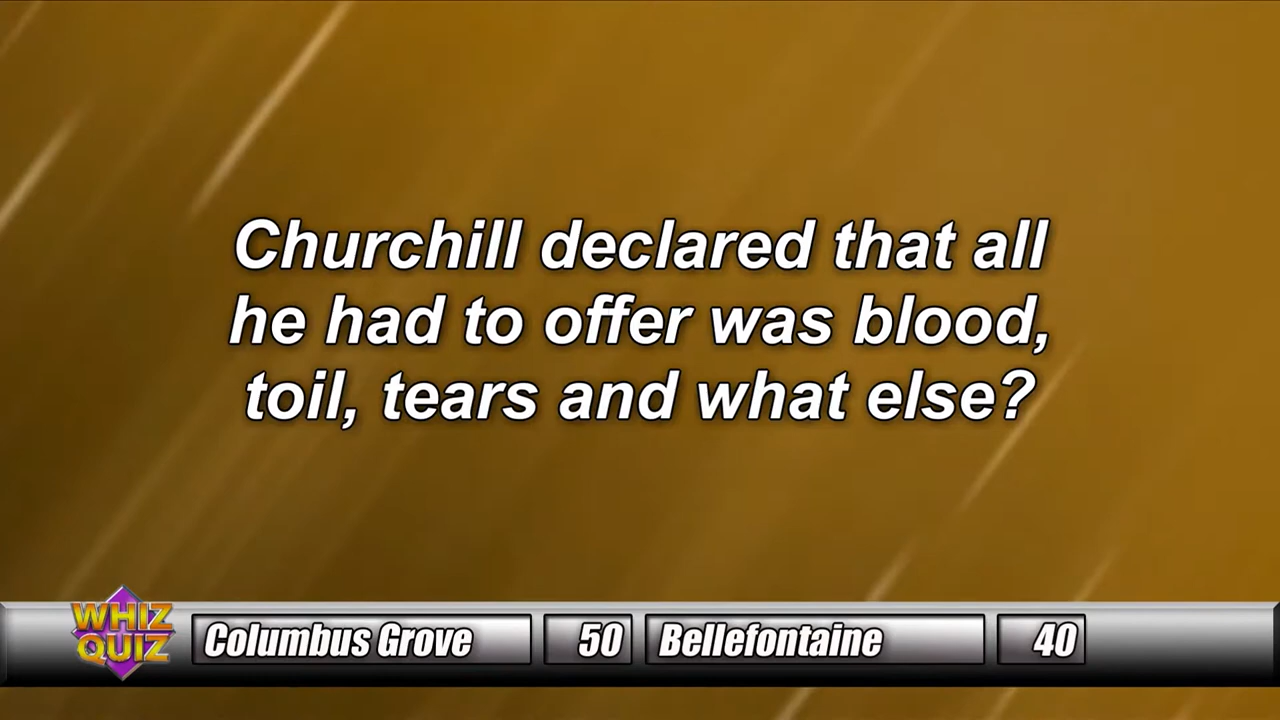 Churchill declared that all
he had to offer was blood,
toil, tears and what else?
WHIZ
QUIZ
Columbus Grove 50 Bellefontaine 40